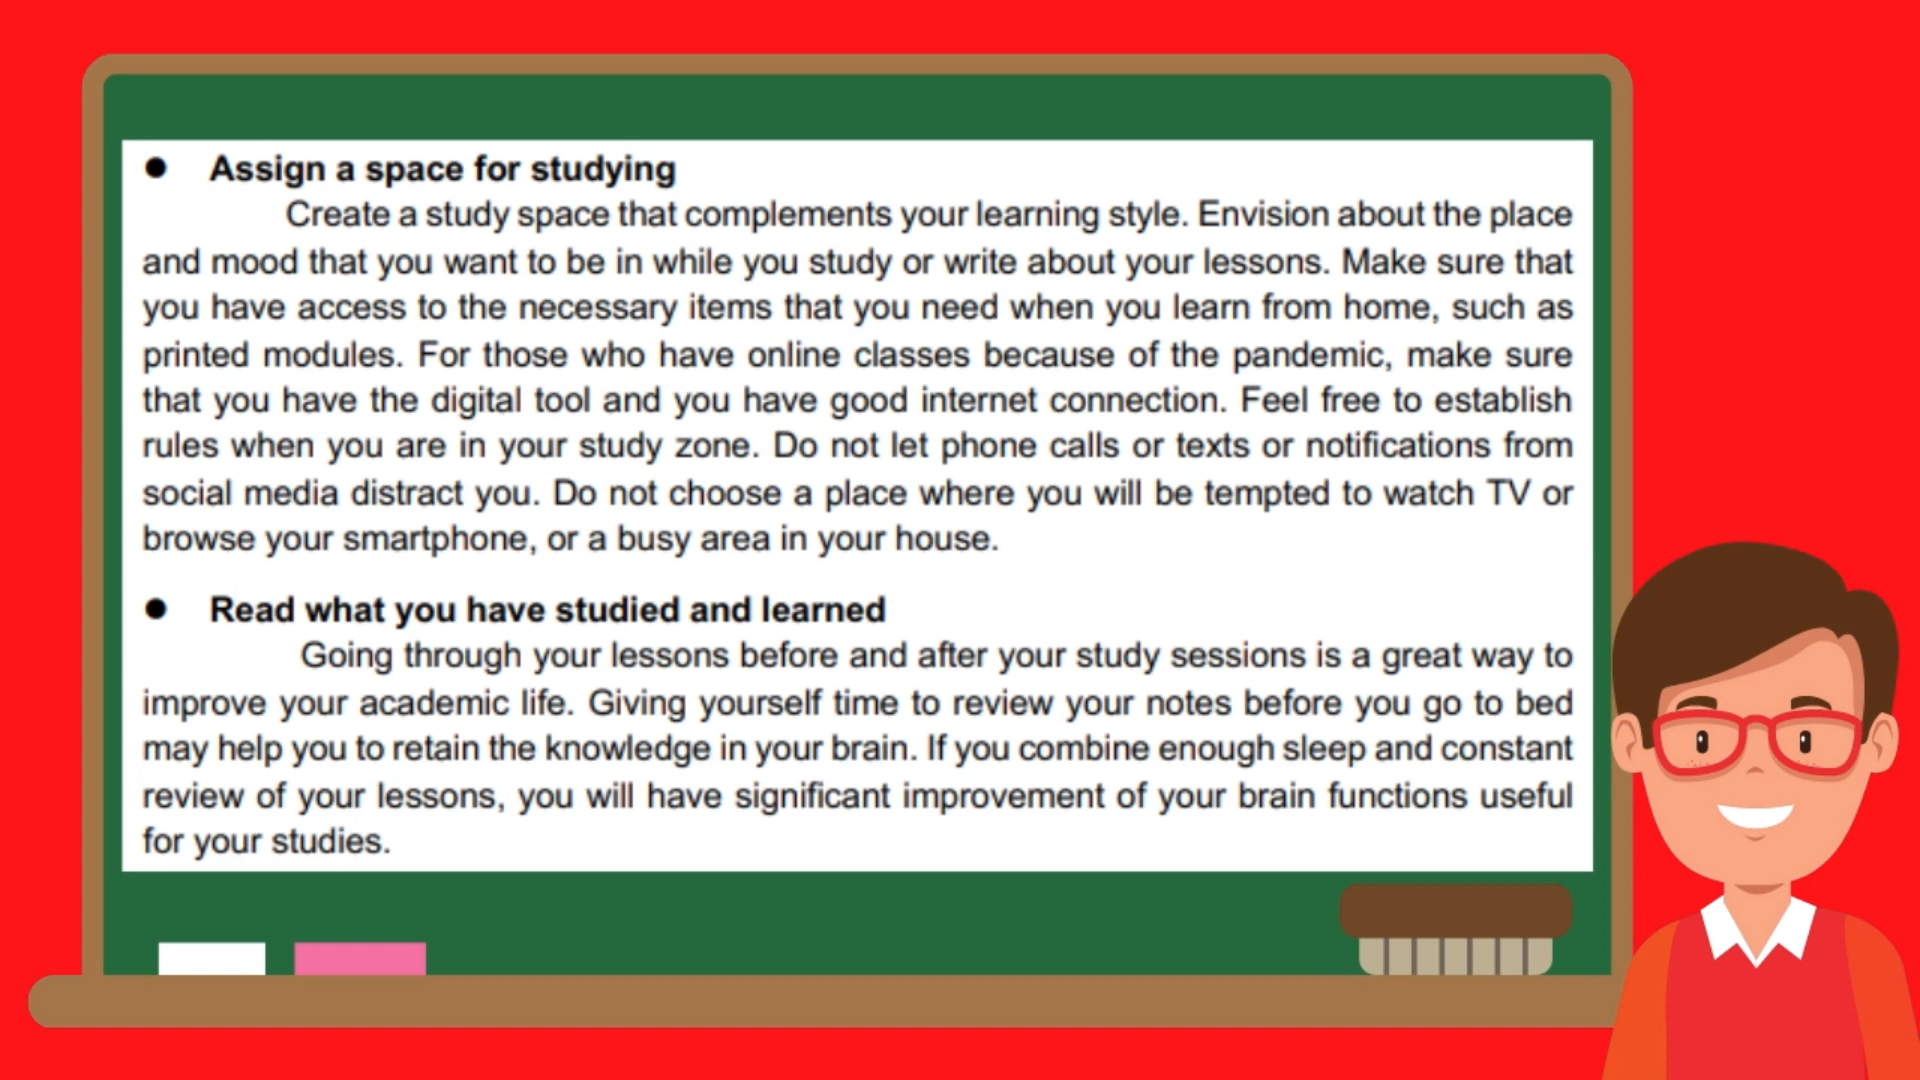 ● Assign a space for studying
Create a study space that complements your learning style. Envision about the place
and mood that you want to be in while you study or write about your lessons. Make sure that
you have access to the necessary items that you need when you learn from home, such as
printed modules. For those who have online classes because of the pandemic, make sure
that you have the digital tool and you have good internet connection. Feel free to establish
rules when you are in your study zone. Do not let phone calls or texts or notifications from
social media distract you. Do not choose a place where you will be tempted to watch TV or
browse your smartphone, or a busy area in your house.
● Read what you have studied and learned
Going through your lessons before and after your study sessions is a great way to
improve your academic life. Giving yourself time to review your notes before you go to bed
may help you to retain the knowledge in your brain. If you combine enough sleep and constant
review of your lessons, you will have significant improvement of your brain functions useful
for your studies.